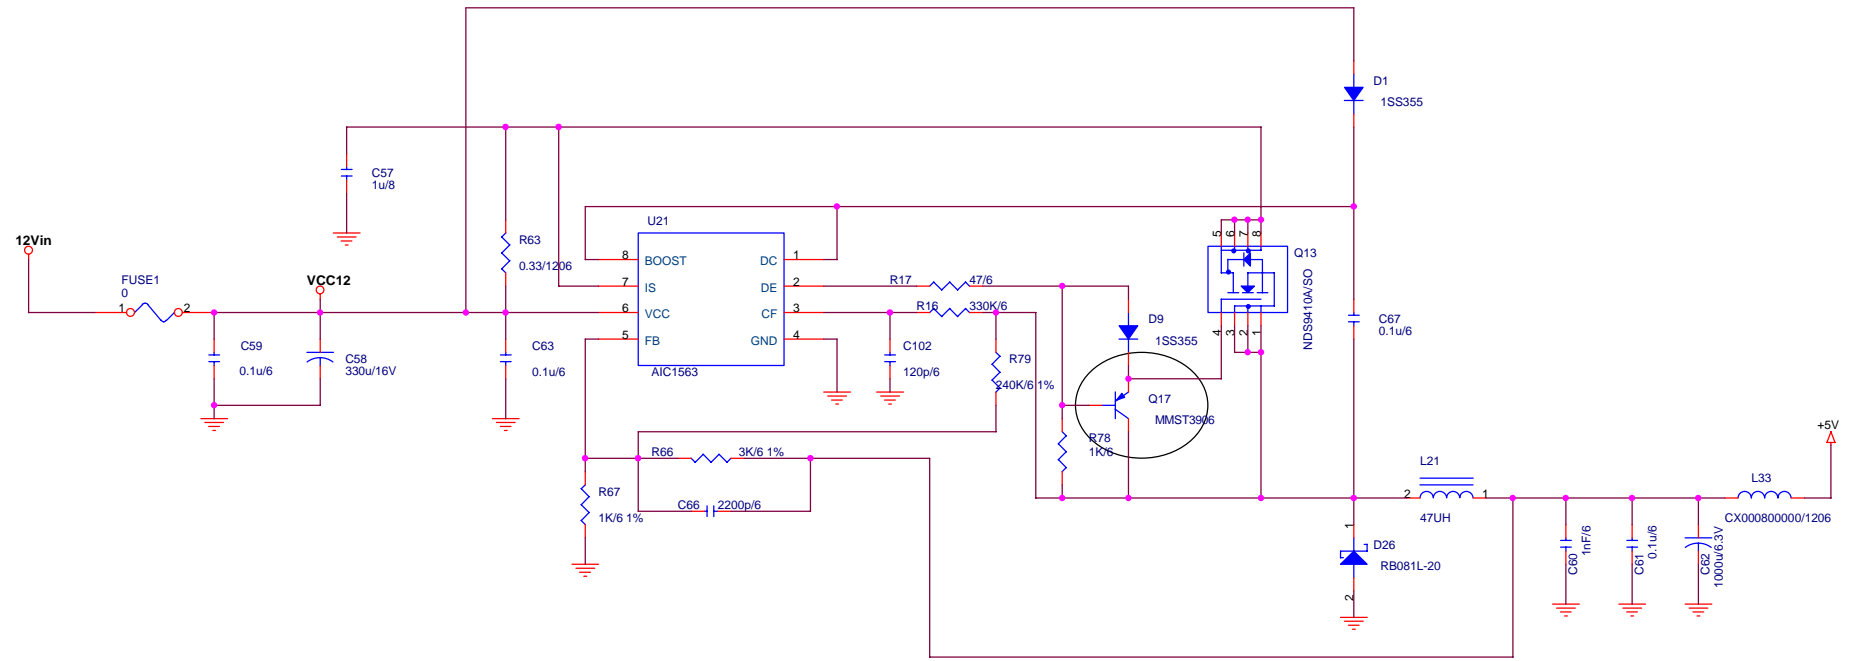 D1
1SS355
C57
1u/8
12Vin
FUSE1
0
1
2
VCC12
R63
0.33/1206
U21
8
BOOST
DC
1
7
IS
DE
2
6
VCC
CF
3
5
FB
GND
4
AIC1563
R17
47/6
R16
330K/6
5
6
7
8
Q13
NDS9410A/SO
4
3
2
1
D9
1SS355
C67
0.1u/6
C59
0.1u/6
C58
330u/16V
C63
0.1u/6
C102
120p/6
R79
240K/6 1%
Q17
MMST3906
R78
1K/6
R66
3K/6 1%
R67
1K/6 1%
C66
2200p/6
L21
2
1
47UH
L33
CX000800000/1206
+5V
1
D26
RB081L-20
2
C60
1nF/6
C61
0.1u/6
C62
1000u/6.3V